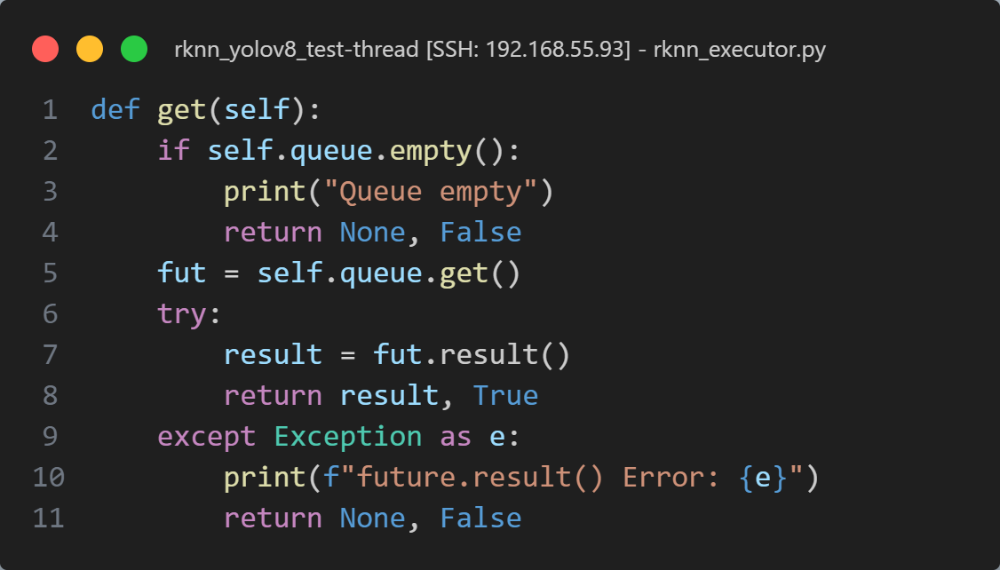 rknn_yolov8_test-thread [SSH: 192.168.55.93] - rknn_executor.py
1 def get(self):
2     if self.queue.empty():
3         print("Queue empty")
4         return None, False
5     fut = self.queue.get()
6     try:
7         result = fut.result()
8         return result, True
9     except Exception as e:
10         print(f"future.result() Error: {e}")
11         return None, False